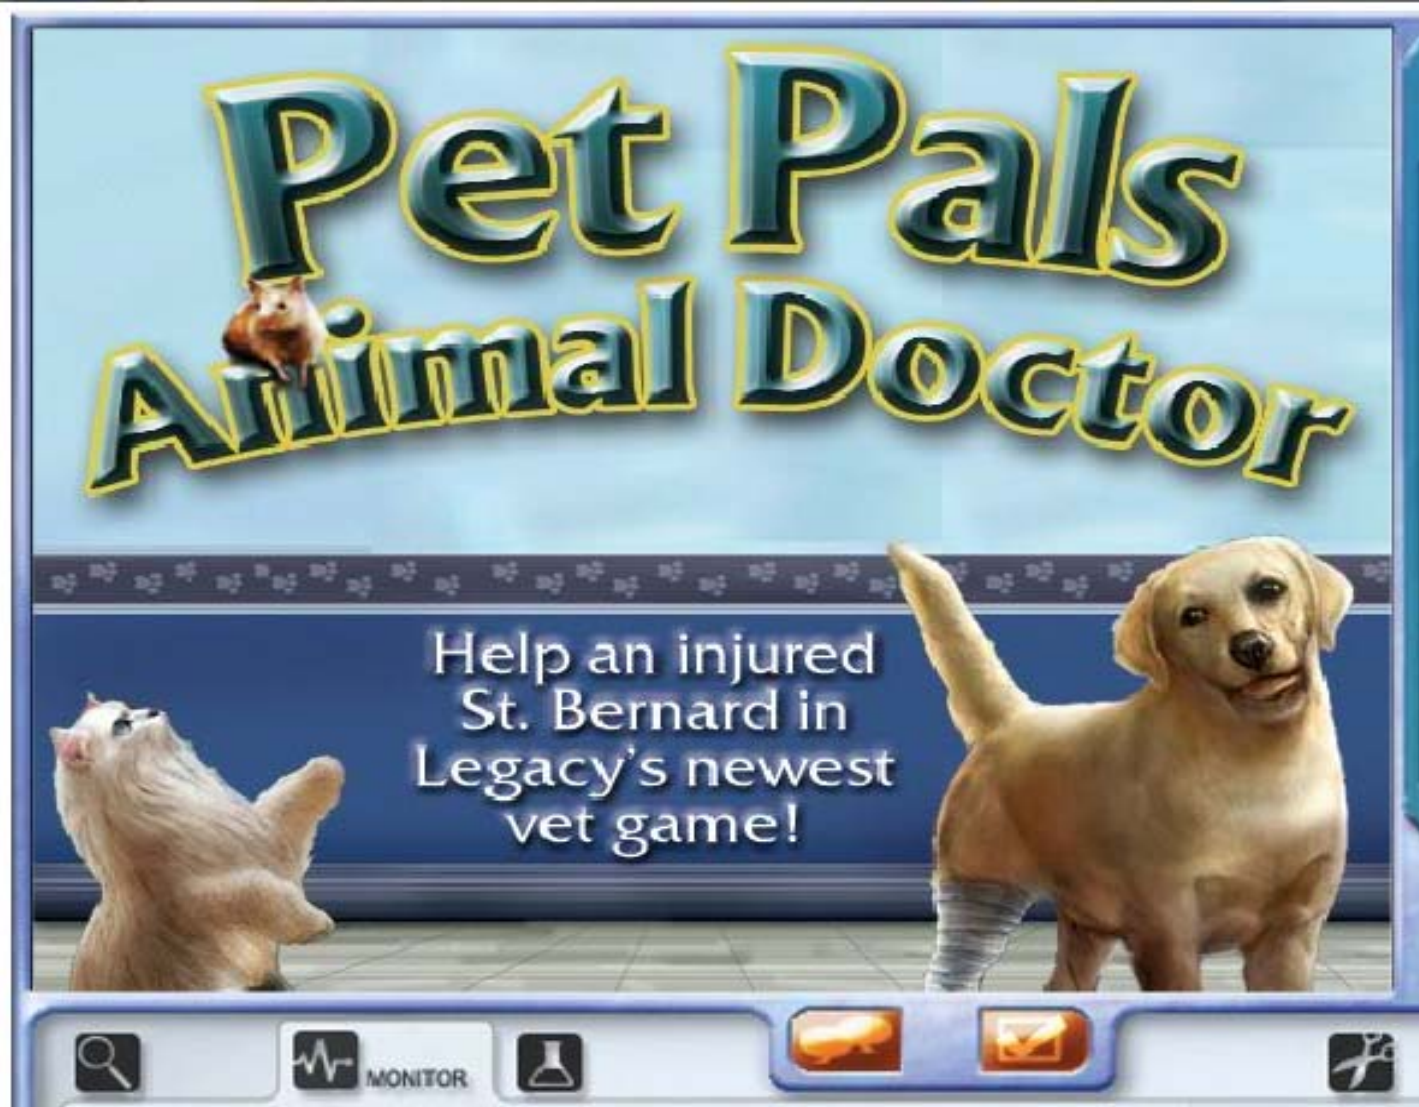 Pet Pals
Animal Doctor
Help an injured
St. Bernard in
Legacy's newest
vet game!
MONITOR